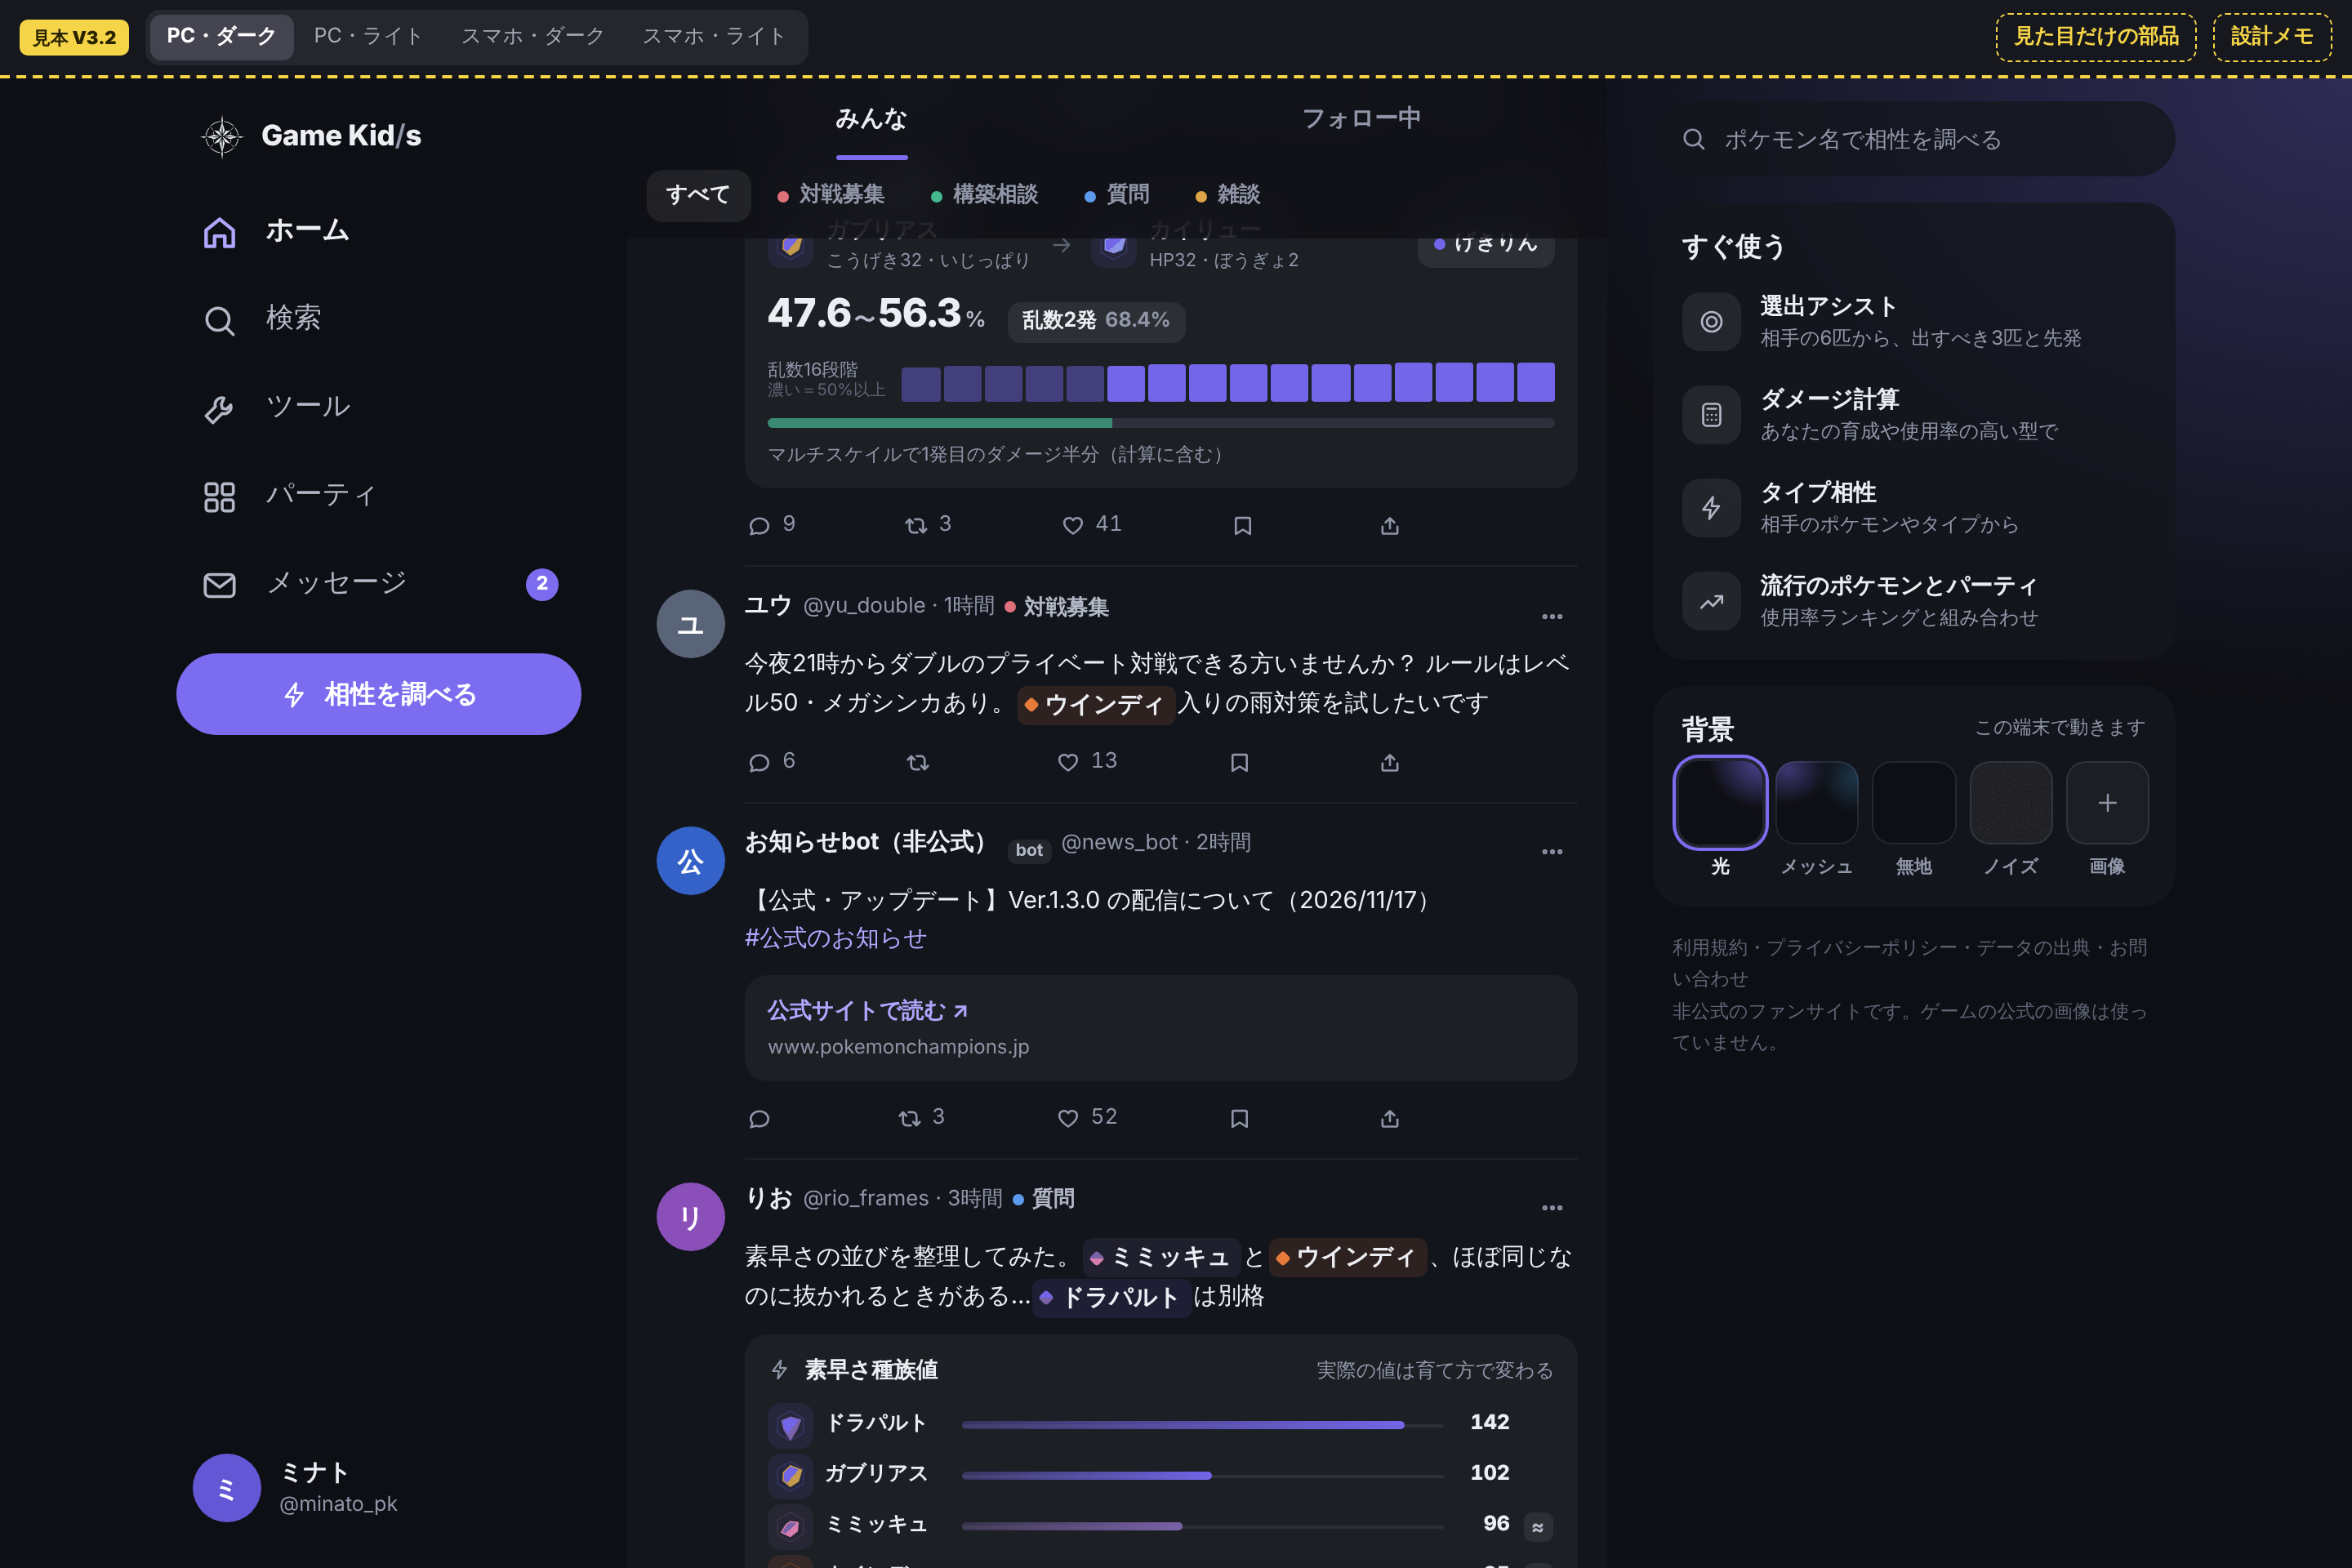 見本 V3.2
PC・ダーク
PC・ライト
スマホ・ダーク
スマホ・ライト
見た目だけの部品
設計メモ
Game Kid/s
ホーム
検索
ツール
パーティ
メッセージ
2
相性を調べる
ミ
ミナト
@minato_pk
みんな
フォロー中
すべて
対戦募集
構築相談
質問
雑談
ガブリアス
こうげき32・いじっぱり
カイリュー
HP32・ぼうぎょ2
げきりん
47.6~56.3%
乱数2発 68.4%
乱数16段階
濃い＝50%以上
マルチスケイルで1発目のダメージ半分（計算に含む）
9
3
41
ユ
ユウ @yu_double · 1時間 対戦募集
今夜21時からダブルのプライベート対戦できる方いませんか？ ルールはレベ
ル50・メガシンカあり。ウインディ入りの雨対策を試したいです
6
13
公
お知らせbot（非公式） bot @news_bot · 2時間
【公式・アップデート】Ver.1.3.0 の配信について（2026/11/17）
#公式のお知らせ
公式サイトで読む
www.pokemonchampions.jp
3
52
リ
りお @rio_frames · 3時間 質問
素早さの並びを整理してみた。ミミッキュと ウインディ、ほぼ同じな
のに抜かれるときがある…ドラパルトは別格
素早さ種族値
実際の値は育て方で変わる
ドラパルト 142
ガブリアス 102
ミミッキュ 96 ≈
ポケモン名で相性を調べる
すぐ使う
選出アシスト
相手の6匹から、出すべき3匹と先発
ダメージ計算
あなたの育成や使用率の高い型で
タイプ相性
相手のポケモンやタイプから
流行のポケモンとパーティ
使用率ランキングと組み合わせ
背景
この端末で動きます
光
メッシュ
無地
ノイズ
画像
利用規約・プライバシーポリシー・データの出典・お問
い合わせ
非公式のファンサイトです。ゲームの公式の画像は使っ
ていません。